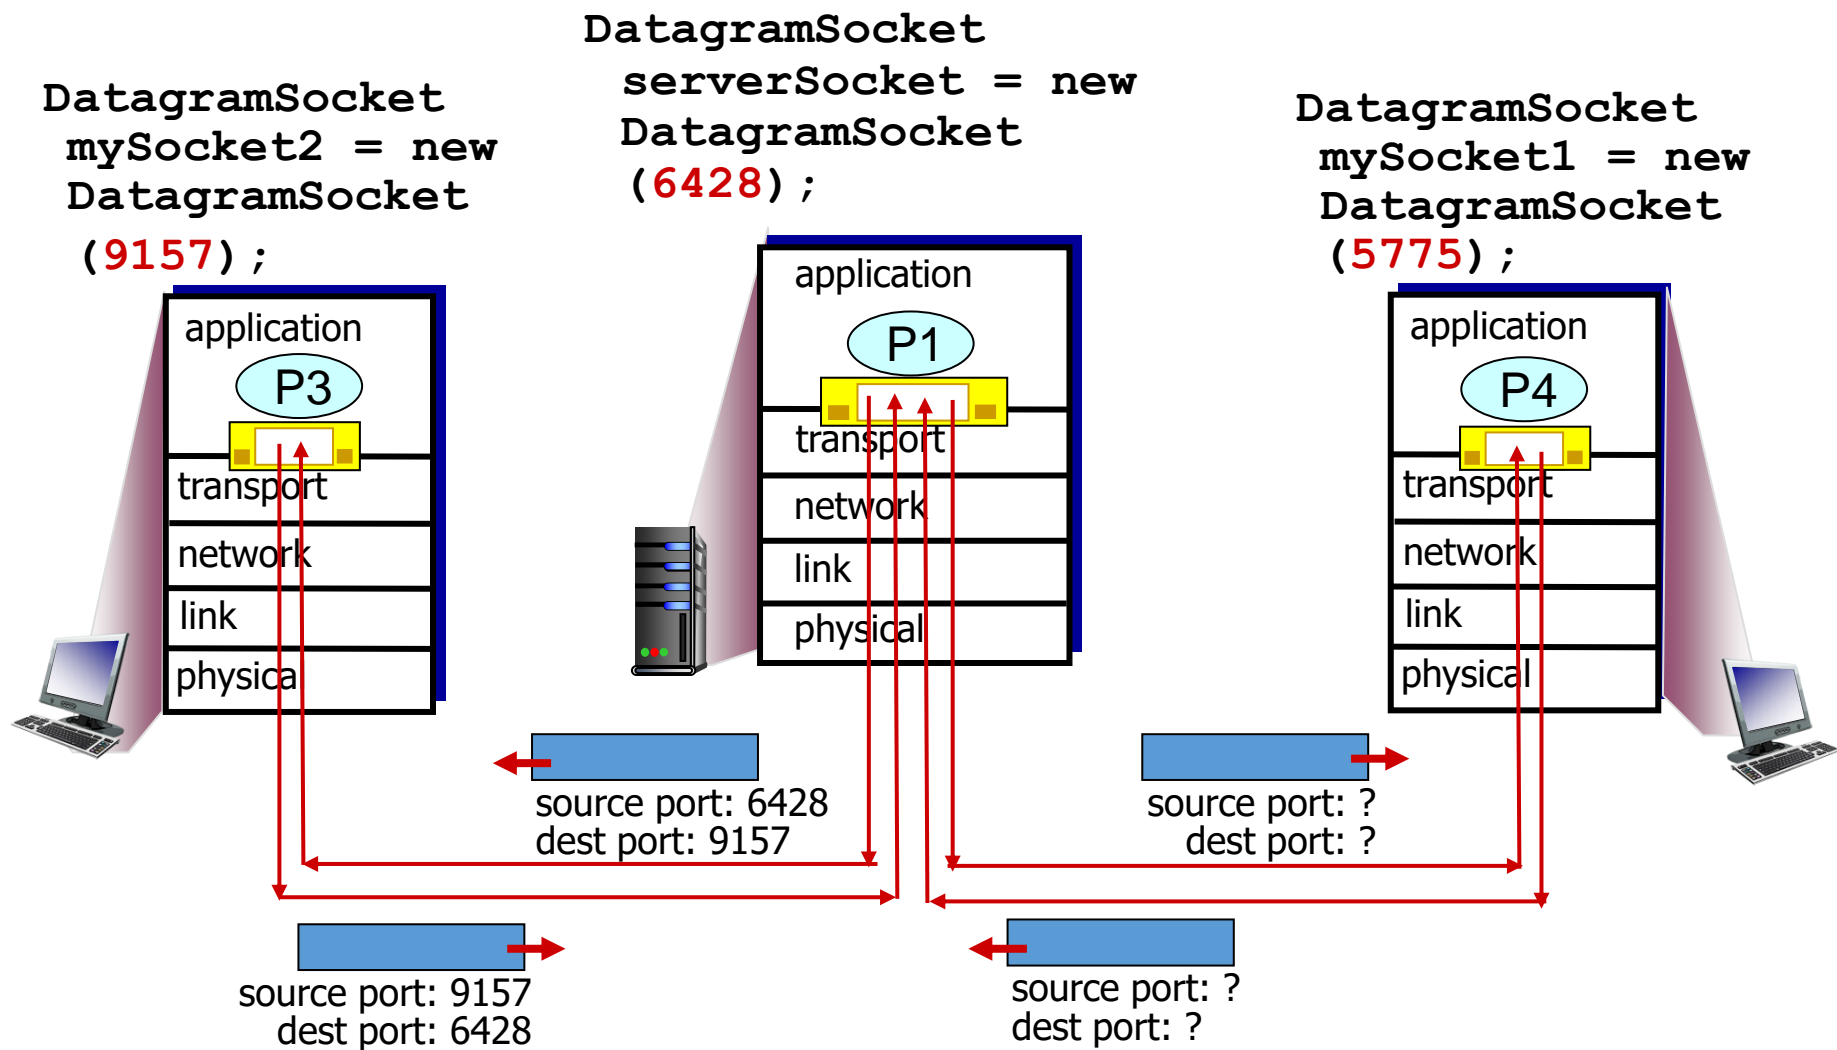 DatagramSocket
mySocket2 = new
DatagramSocket
(9157);
DatagramSocket
serverSocket = new
DatagramSocket
(6428);
DatagramSocket
mySocket1 = new
DatagramSocket
(5775);
application
P3
transport
network
link
physica
application
P1
transport
network
link
physical
application
P4
transport
network
link
physical
source port: 6428
dest port: 9157
source port: ?
dest port: ?
source port: 9157
dest port: 6428
source port: ?
dest port: ?